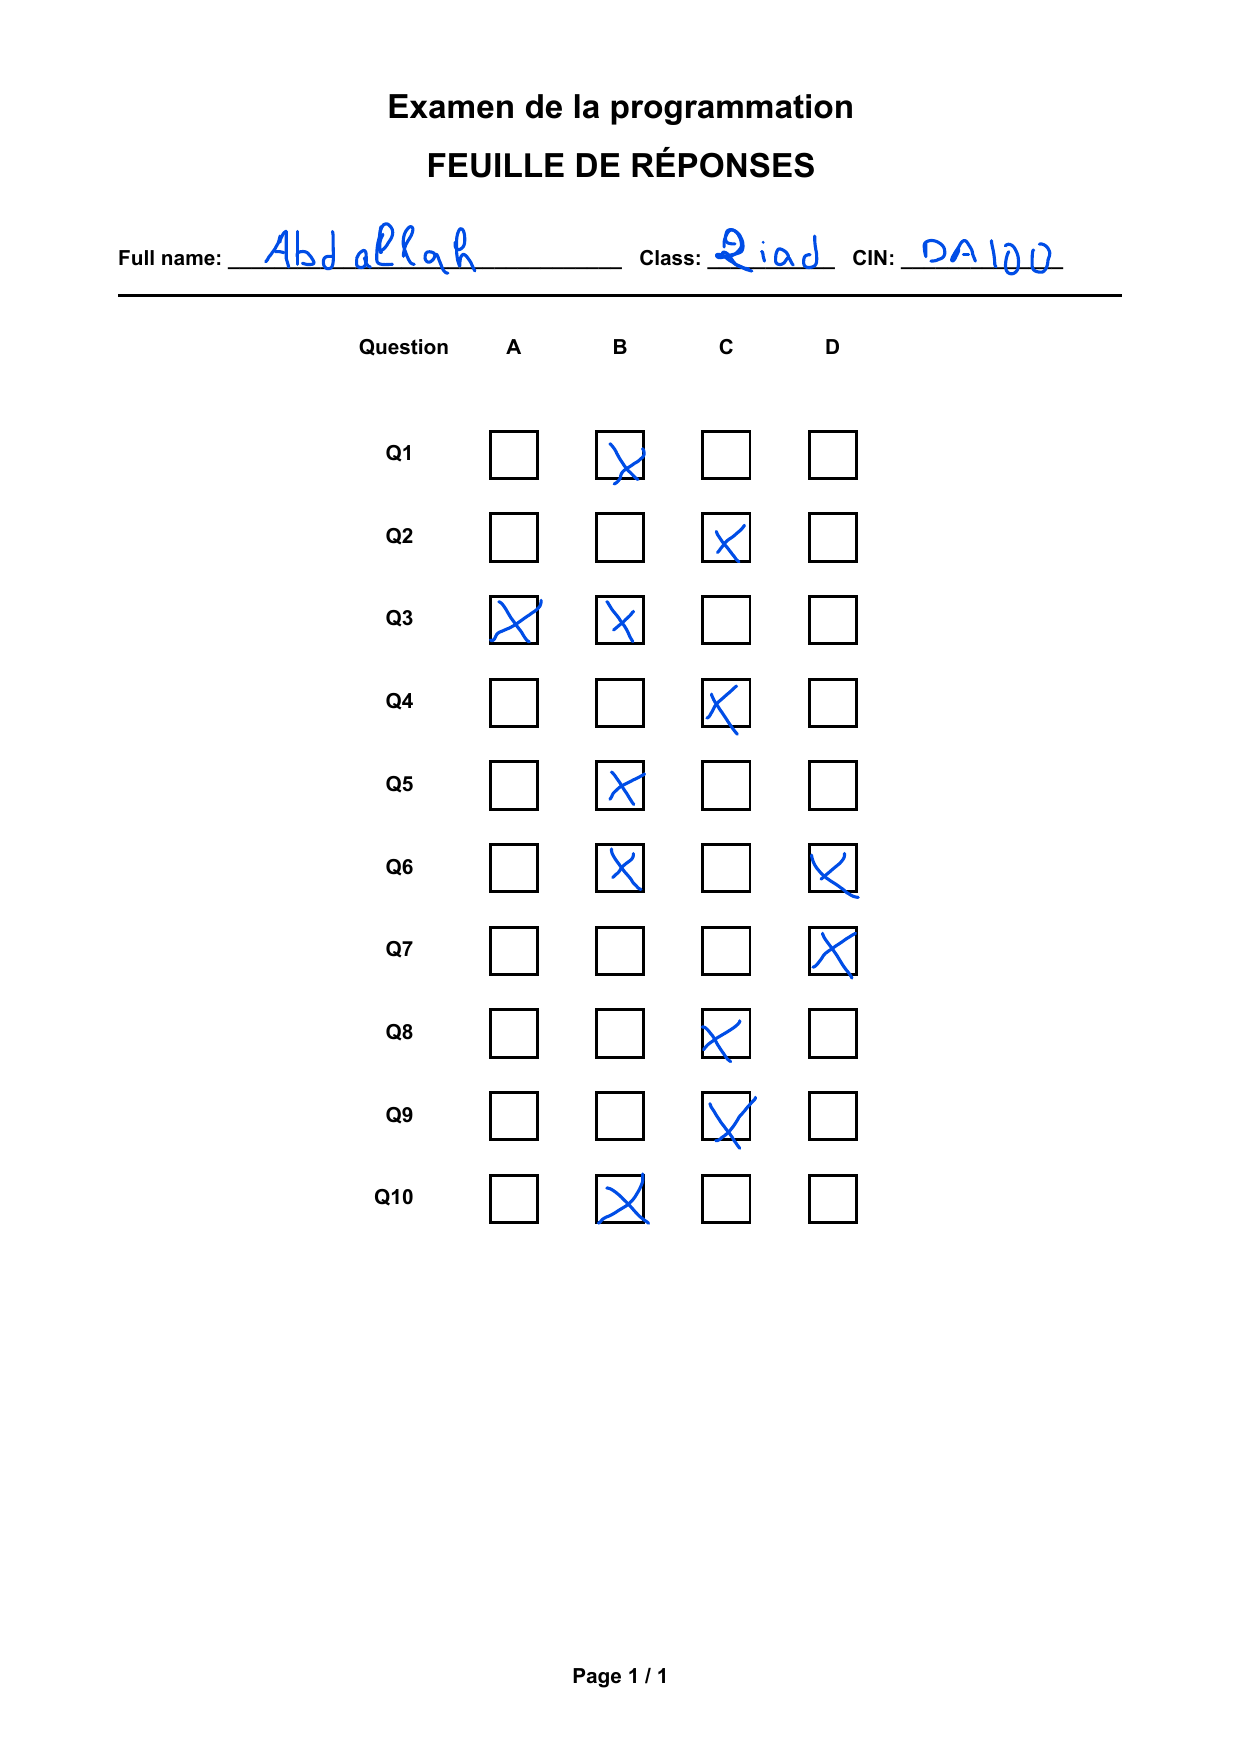 Examen de la programmation
FEUILLE DE RÉPONSES
Full name: Abdallah Class: Riad CIN: DA100
Question A B C D
Q1
Q2
Q3
Q4
Q5
Q6
Q7
Q8
Q9
Q10
Page 1 / 1